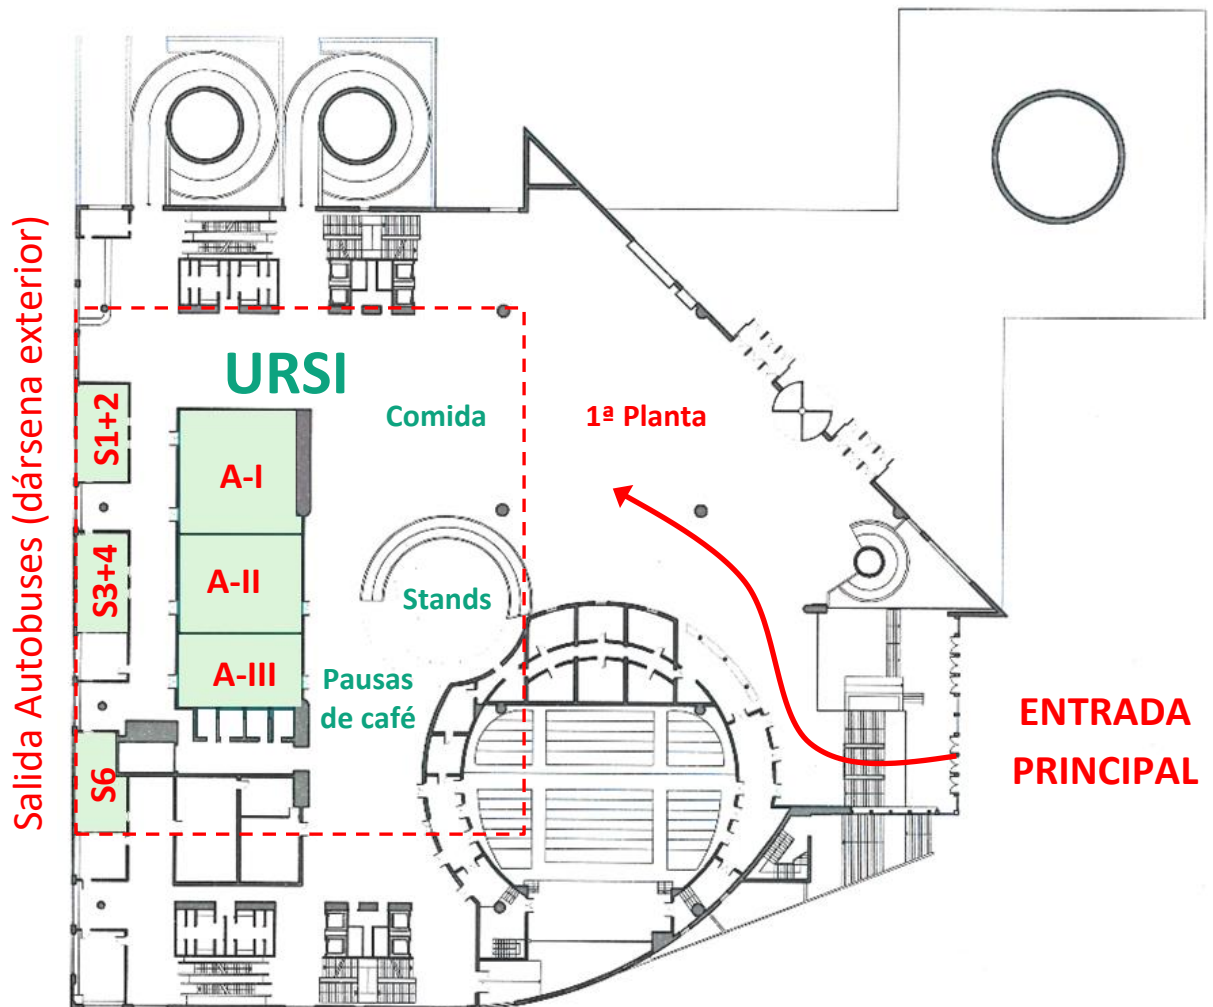 Salida Autobuses (dársena exterior)
URSI
Comida
1ª Planta
S1+2
A-I
S3+4
A-II
Stands
A-III
Pausas
de café
S6
ENTRADA
PRINCIPAL